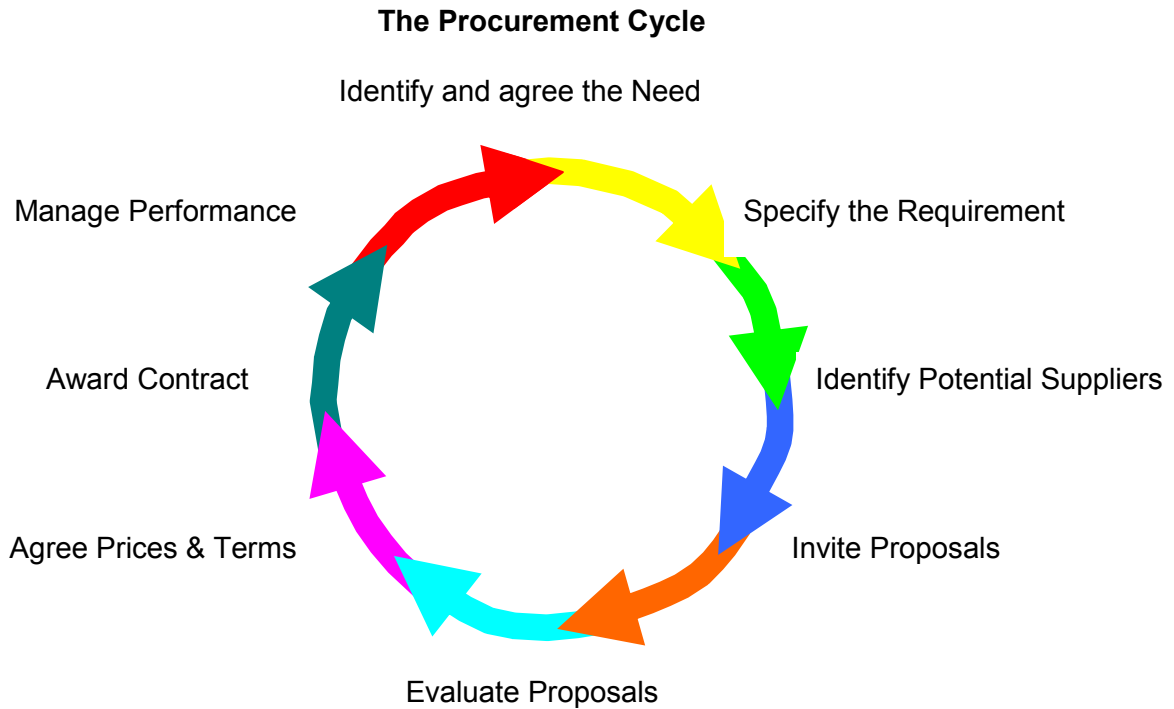 The Procurement Cycle
Identify and agree the Need
Manage Performance
Specify the Requirement
Award Contract
Identify Potential Suppliers
Agree Prices & Terms
Invite Proposals
Evaluate Proposals